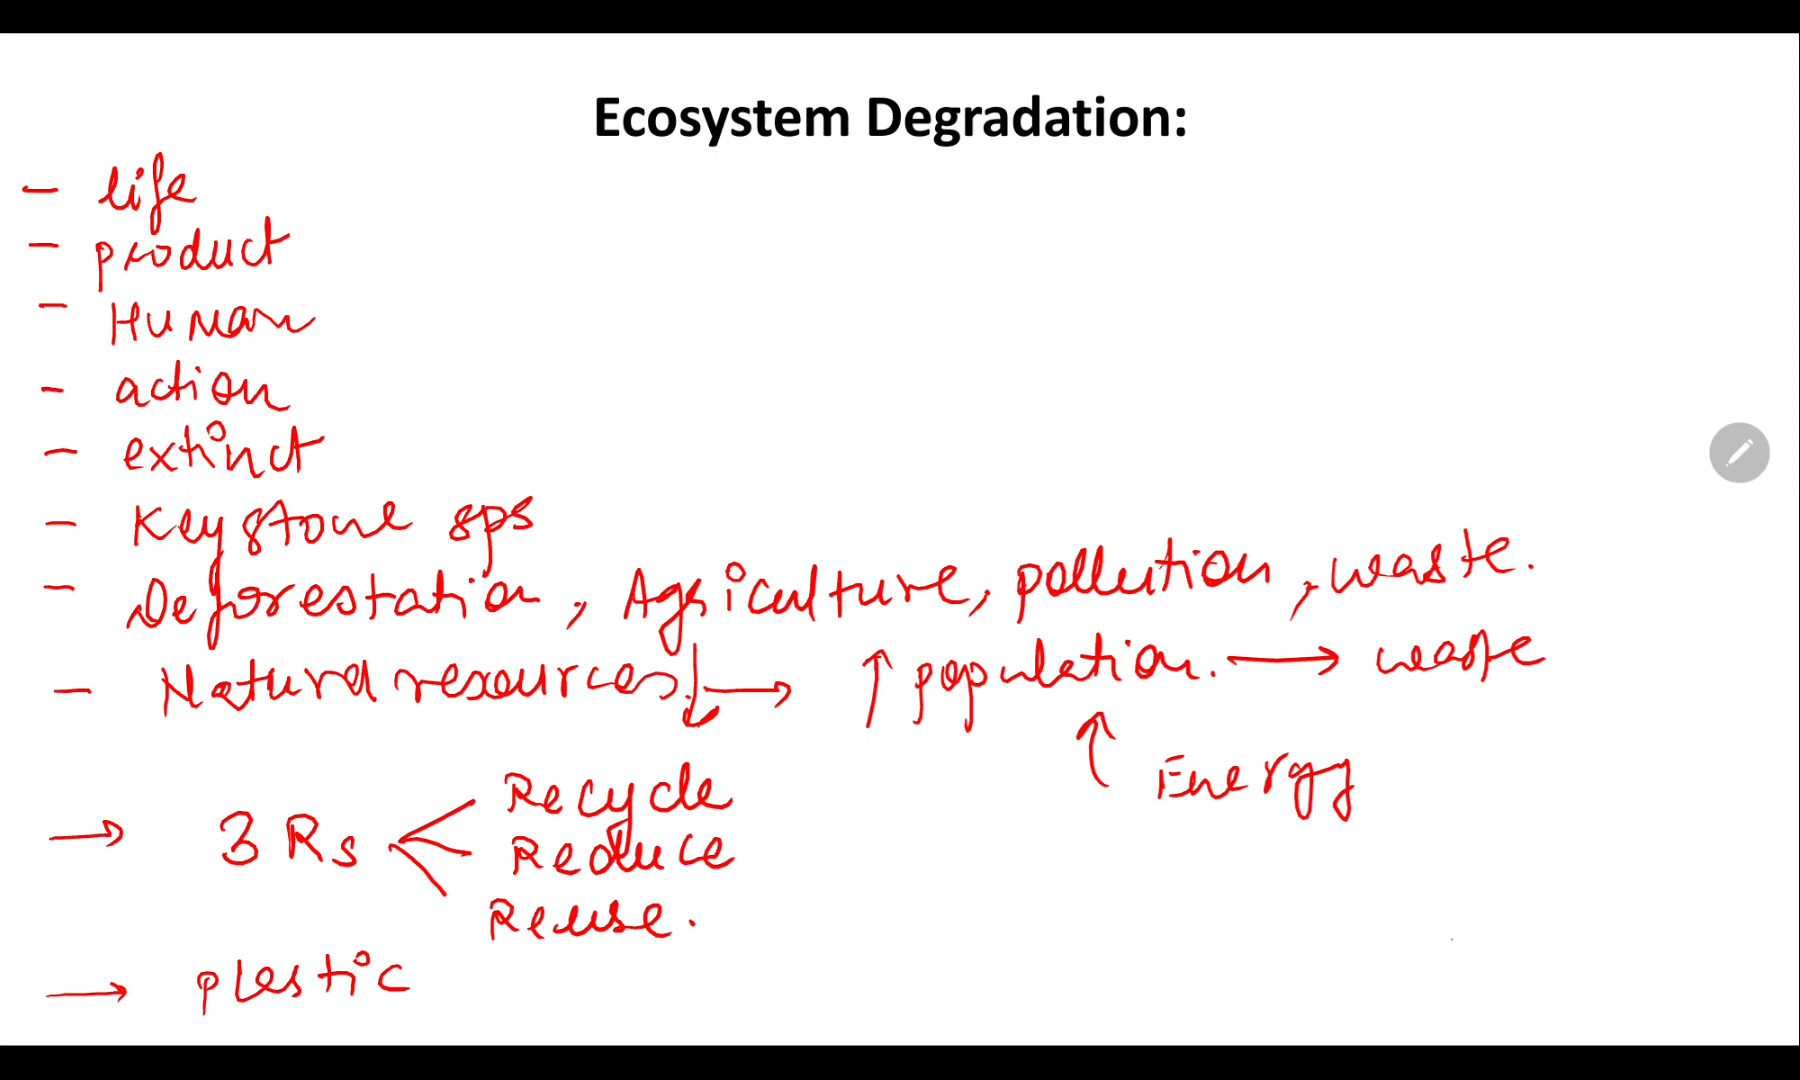 Ecosystem Degradation:
- life
- product
- Human
- action
- extinct
- Keystone sps
- Deforestation, Agriculture, pollution, waste.
- Natural resources ↓ → ↑ population. → waste
↑ Energy
→ 3 Rs
Recycle
Reduce
Reuse.
→ plastic